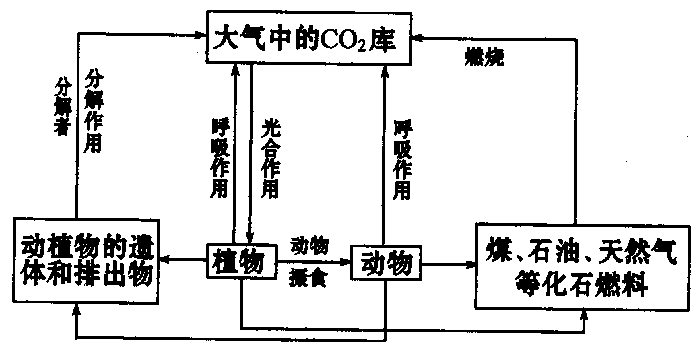 大气中的CO₂库
燃烧
分解者
分解作用
呼吸作用
光合作用
呼吸作用
动植物的遗
体和排出物
植物
动物
摄食
动物
煤、石油、天然气
等化石燃料